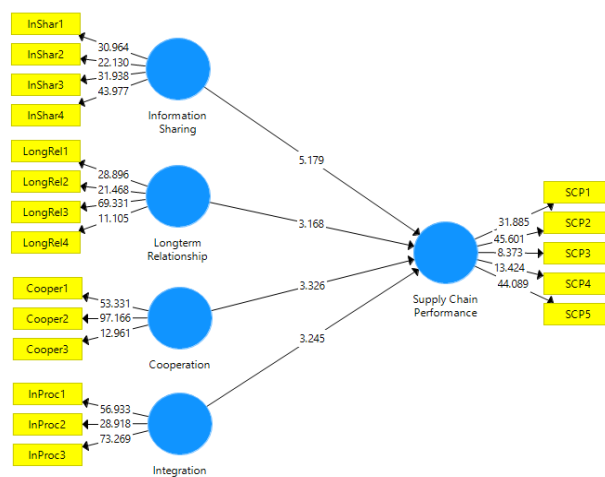 InShar1
InShar2
InShar3
InShar4
30.964
22.130
31.938
43.977
Information
Sharing
5.179
LongRel1
LongRel2
LongRel3
LongRel4
28.896
21.468
69.331
11.105
Longterm
Relationship
3.168
Cooper1
Cooper2
Cooper3
53.331
97.166
12.961
Cooperation
3.326
InProc1
InProc2
InProc3
56.933
28.918
73.269
Integration
3.245
Supply Chain
Performance
31.885
45.601
8.373
13.424
44.089
SCP1
SCP2
SCP3
SCP4
SCP5